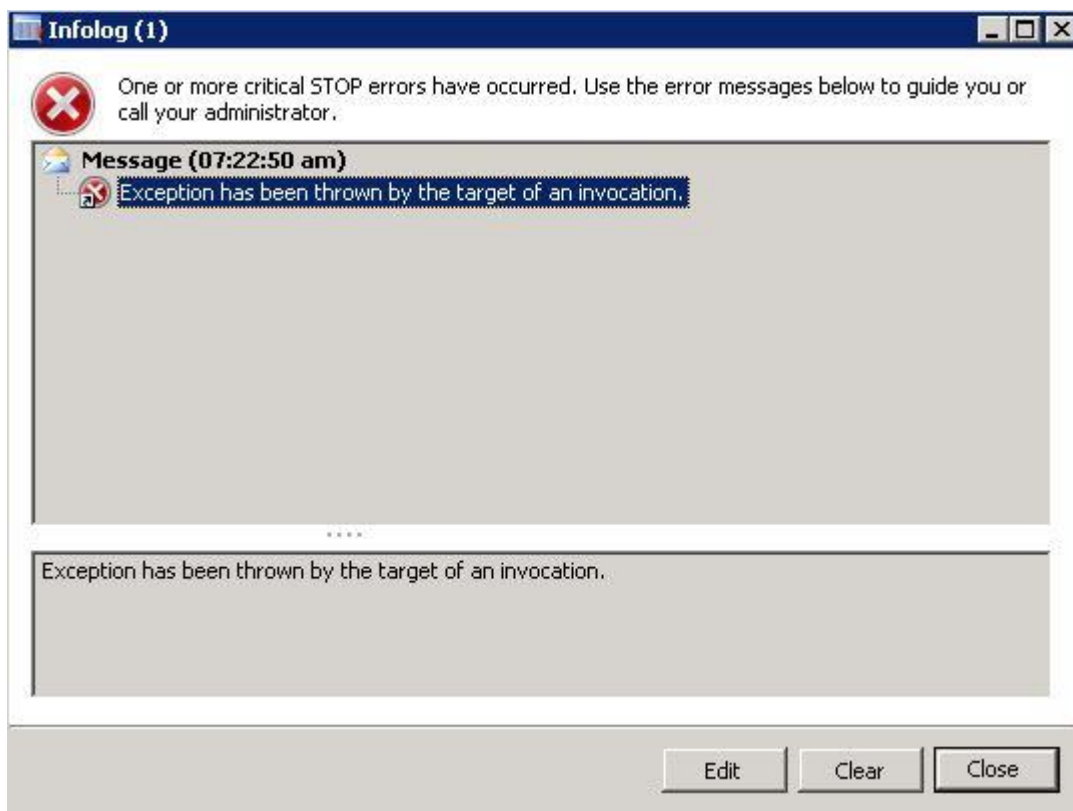 Infolog (1)
One or more critical STOP errors have occurred. Use the error messages below to guide you or
call your administrator.
Message (07:22:50 am)
Exception has been thrown by the target of an invocation.
Exception has been thrown by the target of an invocation.
Edit
Clear
Close